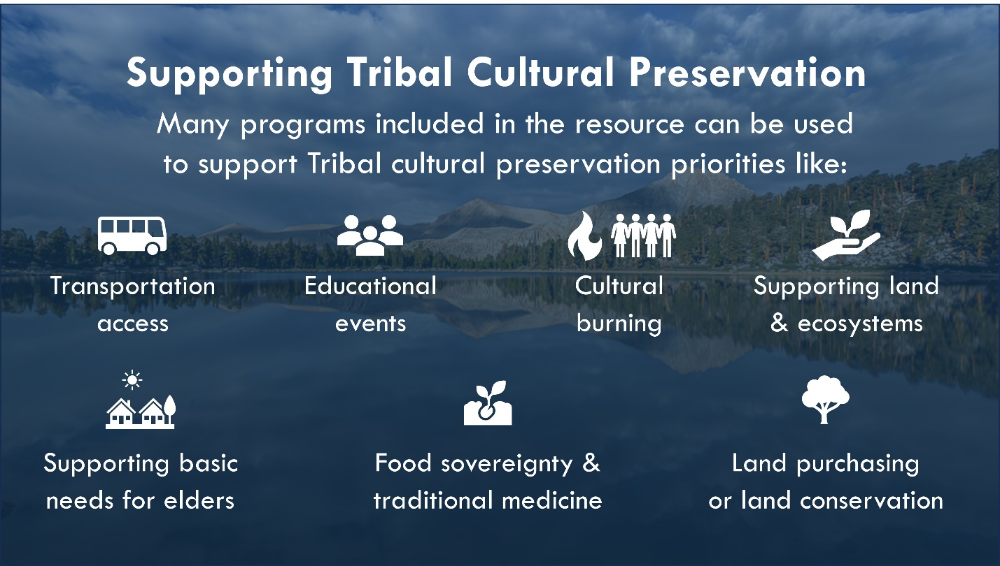 Supporting Tribal Cultural Preservation
Many programs included in the resource can be used
to support Tribal cultural preservation priorities like:
Transportation
access
Educational
events
Cultural
burning
Supporting land
& ecosystems
Supporting basic
needs for elders
Food sovereignty &
traditional medicine
Land purchasing
or land conservation